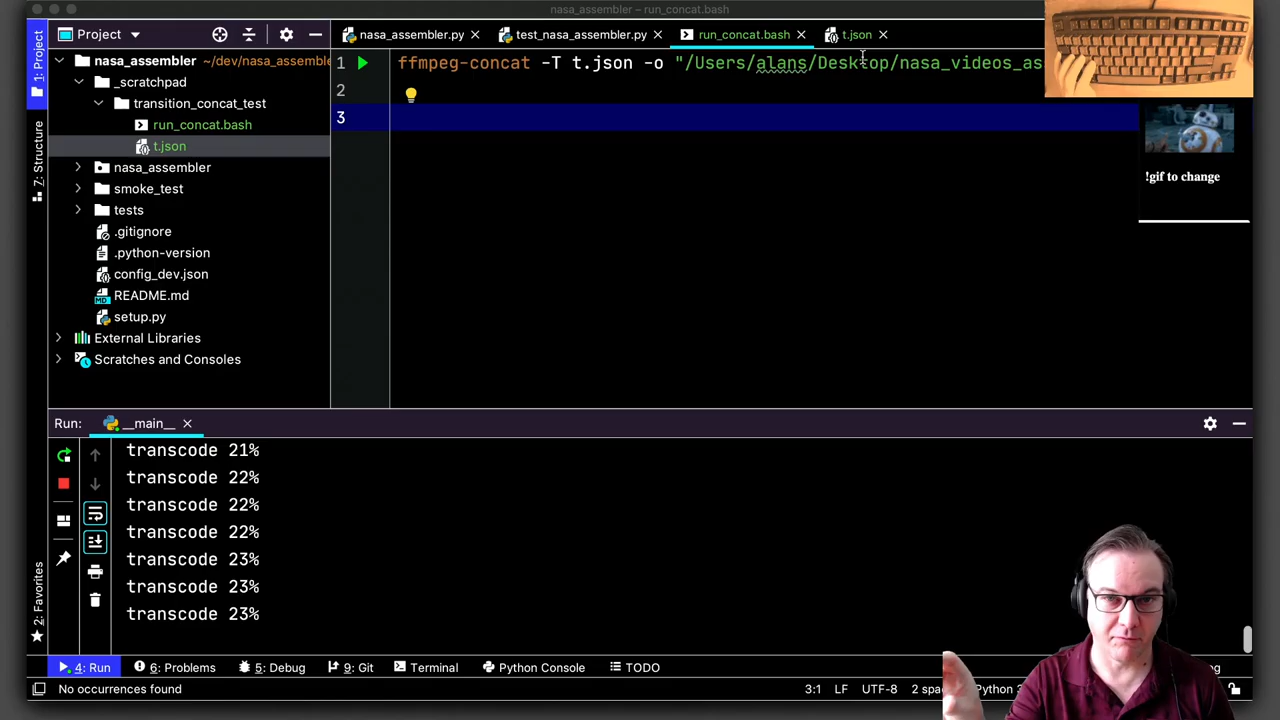 nasa_assembler – run_concat.bash
Project
nasa_assembler.py
test_nasa_assembler.py
run_concat.bash
t.json
1: Project
7: Structure
2: Favorites
nasa_assembler ~/dev/nasa_assemble
_scratchpad
transition_concat_test
run_concat.bash
t.json
nasa_assembler
smoke_test
tests
.gitignore
.python-version
config_dev.json
README.md
setup.py
External Libraries
Scratches and Consoles
1 ffmpeg-concat -T t.json -o "/Users/alans/Desktop/nasa_videos_as
2
3
!gif to change
Run:
__main__
transcode 21%
transcode 22%
transcode 22%
transcode 22%
transcode 23%
transcode 23%
transcode 23%
4: Run
6: Problems
5: Debug
9: Git
Terminal
Python Console
TODO
No occurrences found
3:1
LF
UTF-8
2 spac